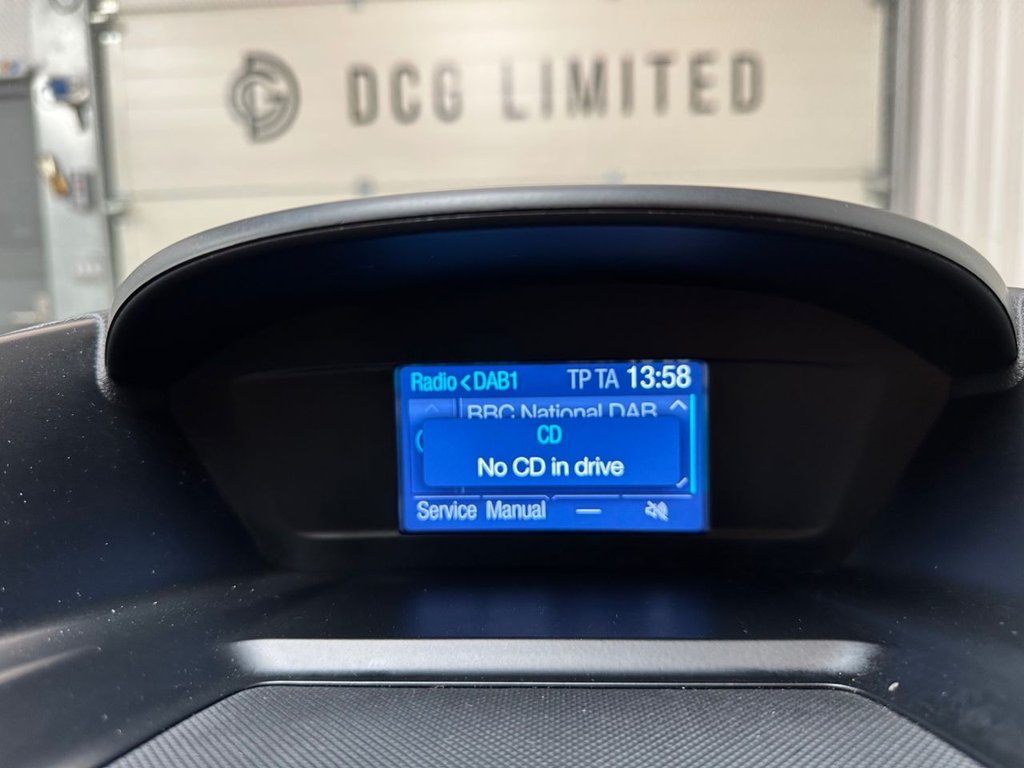 DCG LIMITED
Radio < DAB1 TP TA 13:58
BBC National DAB
CD
No CD in drive
Service Manual